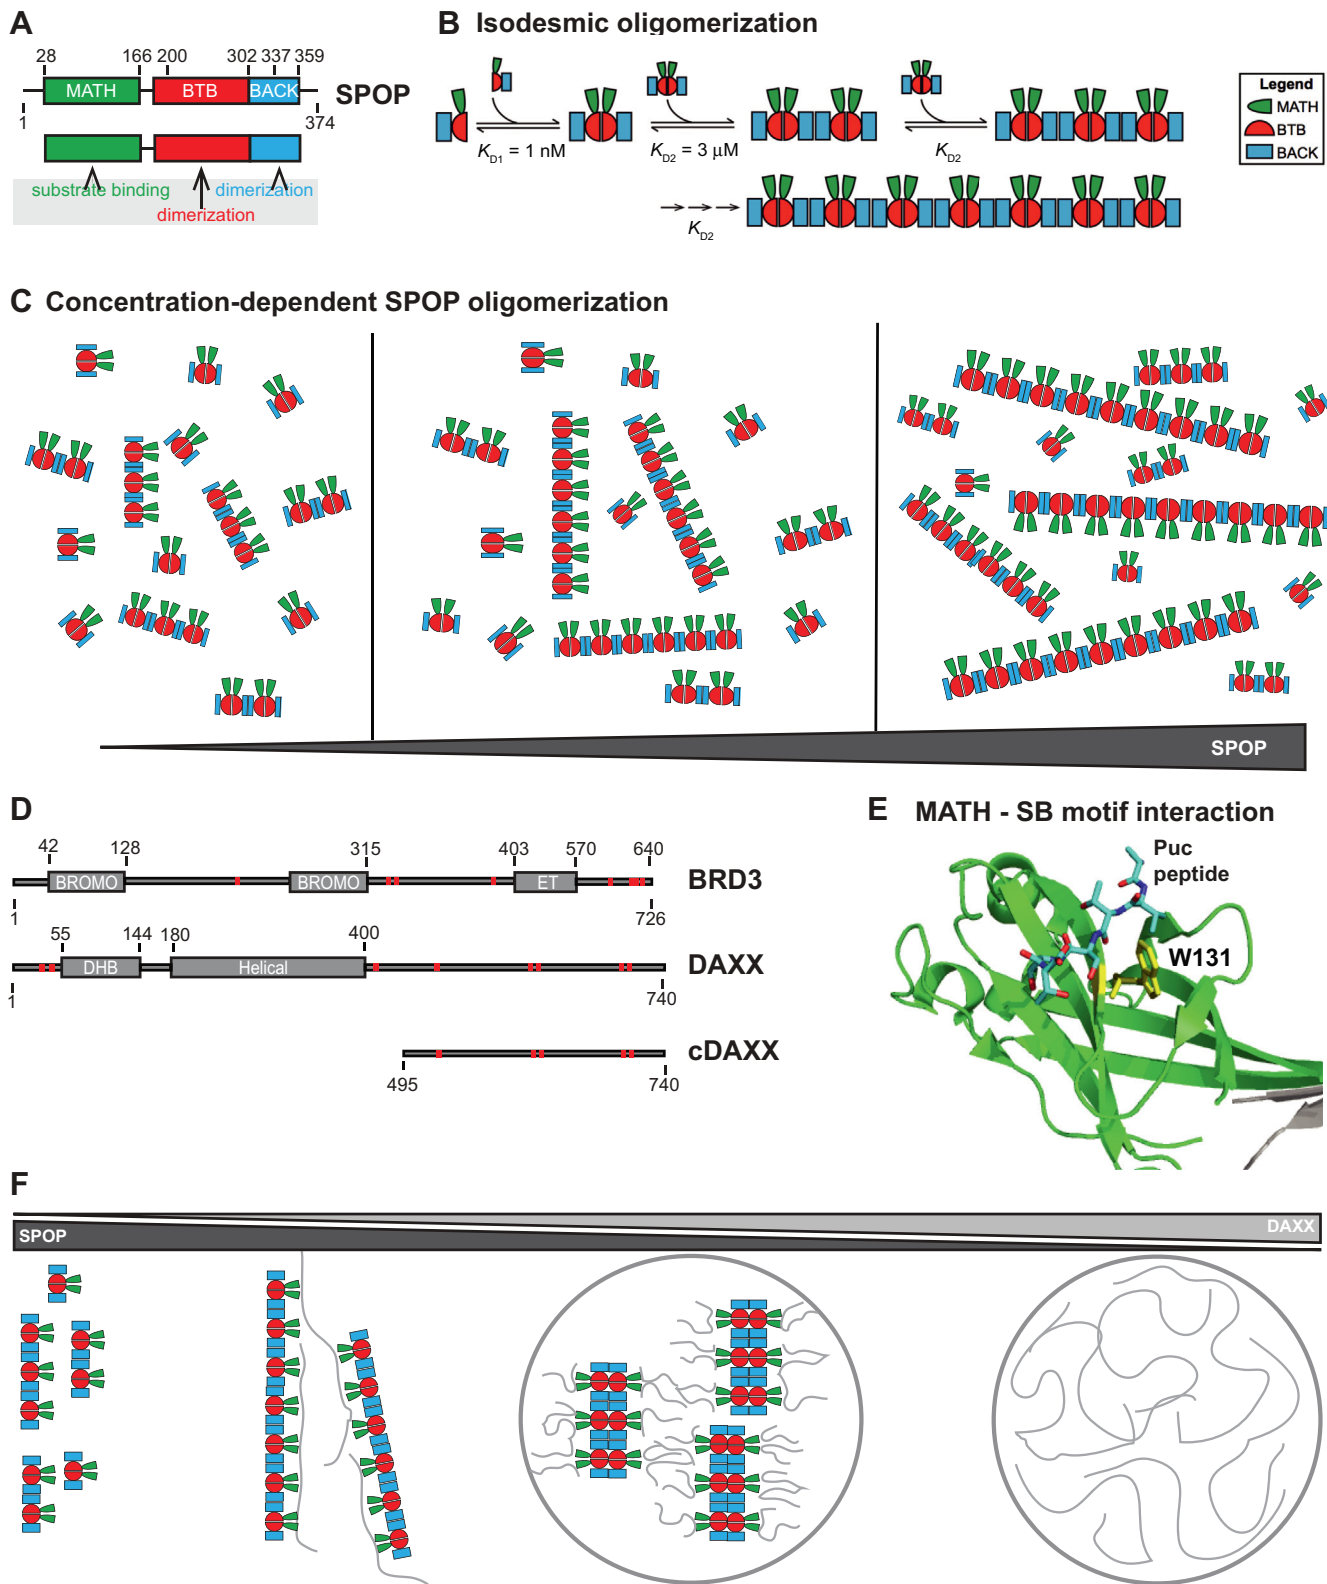 A
28 166 200 302 337 359
MATH BTB BACK SPOP
1 374
substrate binding dimerization
dimerization
B Isodesmic oligomerization
KD1 = 1 nM KD2 = 3 μM KD2
KD2
Legend
MATH
BTB
BACK
C Concentration-dependent SPOP oligomerization
SPOP
D
42 128 315 403 570 640
BROMO BROMO ET BRD3
1 726
55 144 180 400
DHB Helical DAXX
1 740
cDAXX
495 740
E MATH - SB motif interaction
Puc
peptide
W131
F
DAXX
SPOP